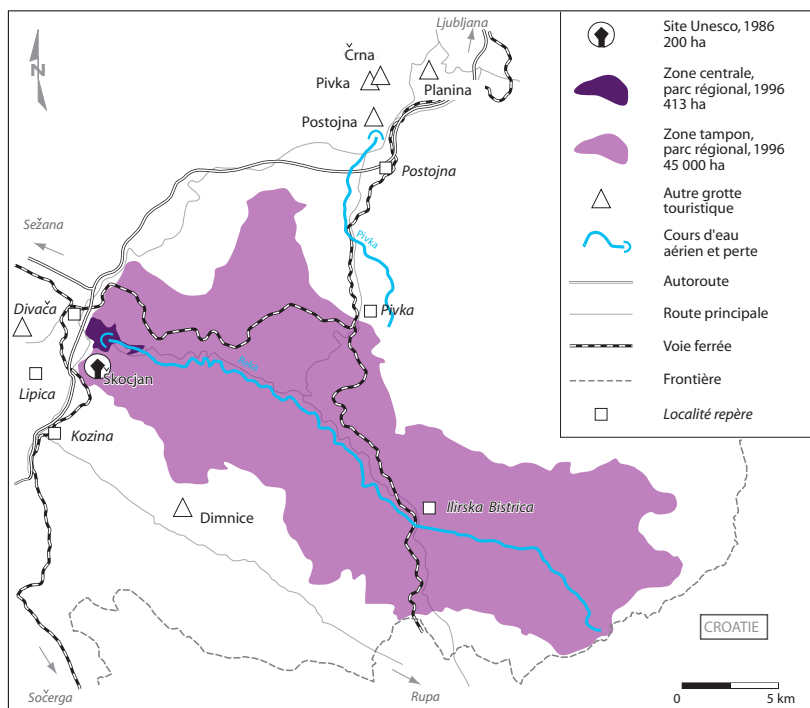 Ljubljana
N
Črna
Pivka
Planina
Postojna
Postojna
Sežana
Pivka
Divača
Pivka
Reka
Škocjan
Lipica
Kozina
Ilirska Bistrica
Dimnice
CROATIE
Sočerga
Rupa
0 5 km
Site Unesco, 1986
200 ha
Zone centrale,
parc régional, 1996
413 ha
Zone tampon,
parc régional, 1996
45 000 ha
Autre grotte
touristique
Cours d'eau
aérien et perte
Autoroute
Route principale
Voie ferrée
Frontière
Localité repère